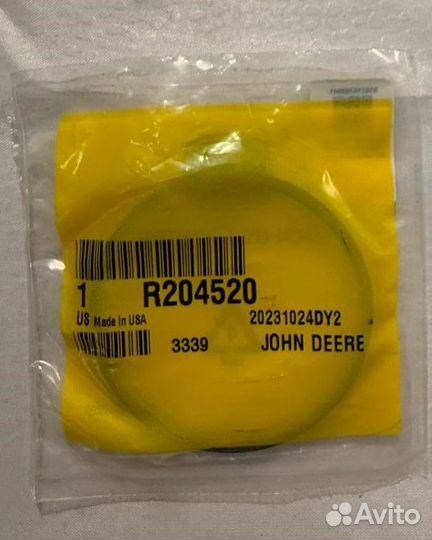 1 R204520
US Made In USA 20231024DY2
3339 JOHN DEERE
Avito